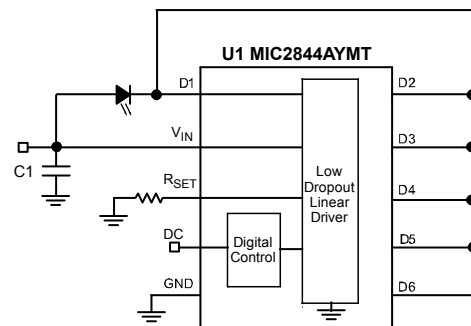 U1 MIC2844AYMT
D1
D2
VIN
D3
C1
RSET
D4
Low
Dropout
Linear
Driver
DC
Digital
Control
D5
GND
D6